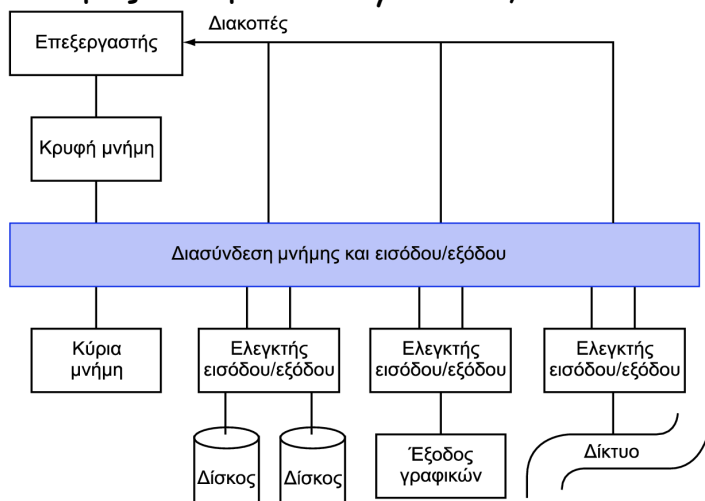 Διακοπές
Επεξεργαστής
Κρυφή μνήμη
Διασύνδεση μνήμης και εισόδου/εξόδου
Κύρια
μνήμη
Ελεγκτής
εισόδου/εξόδου
Ελεγκτής
εισόδου/εξόδου
Ελεγκτής
εισόδου/εξόδου
Δίσκος
Δίσκος
Έξοδος
γραφικών
Δίκτυο